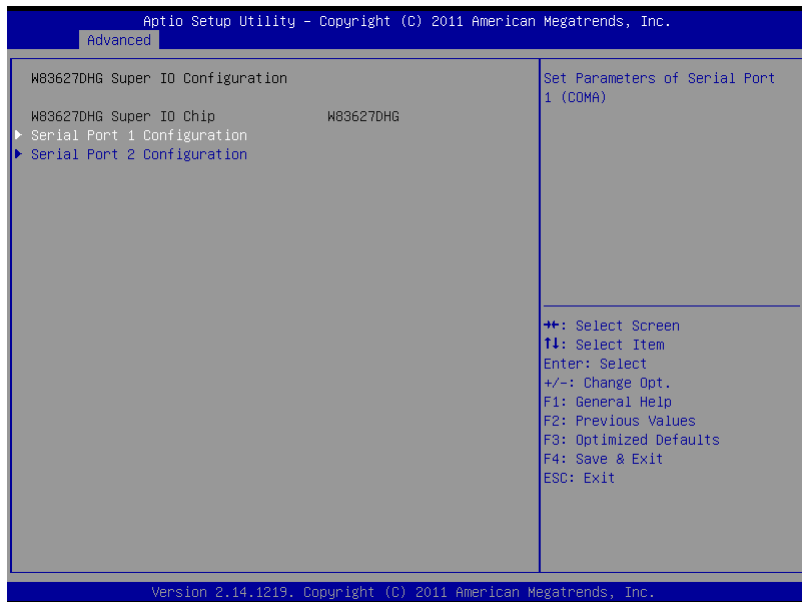 Aptio Setup Utility – Copyright (C) 2011 American Megatrends, Inc.
Advanced
W83627DHG Super IO Configuration
W83627DHG Super IO Chip W83627DHG
Serial Port 1 Configuration
Serial Port 2 Configuration
Set Parameters of Serial Port
1 (COMA)
→←: Select Screen
↑↓: Select Item
Enter: Select
+/-: Change Opt.
F1: General Help
F2: Previous Values
F3: Optimized Defaults
F4: Save & Exit
ESC: Exit
Version 2.14.1219. Copyright (C) 2011 American Megatrends, Inc.